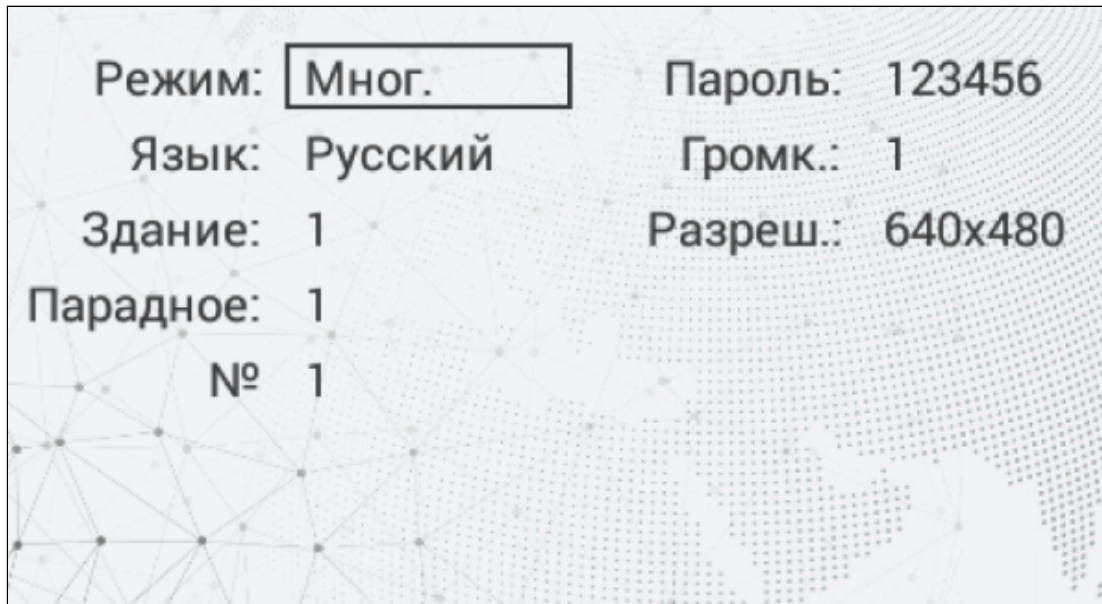 Режим: Мног.
Язык: Русский
Здание: 1
Парадное: 1
№ 1
Пароль: 123456
Громк.: 1
Разреш.: 640x480